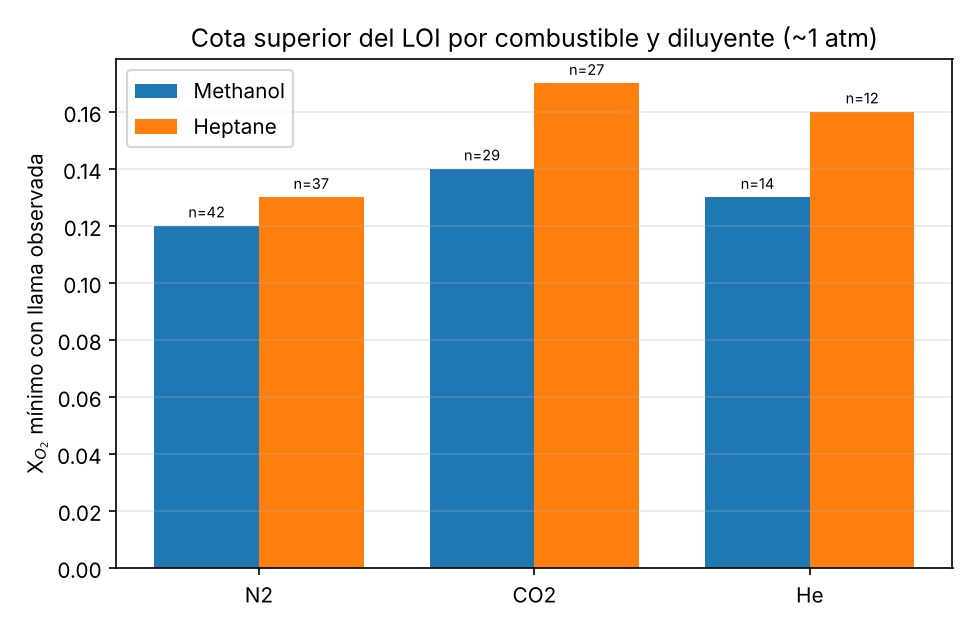 Cota superior del LOI por combustible y diluyente (~1 atm)
Methanol
Heptane
X_{O_2} mínimo con llama observada
0.16
0.14
0.12
0.10
0.08
0.06
0.04
0.02
0.00
n=42
n=37
n=29
n=27
n=14
n=12
N2
CO2
He